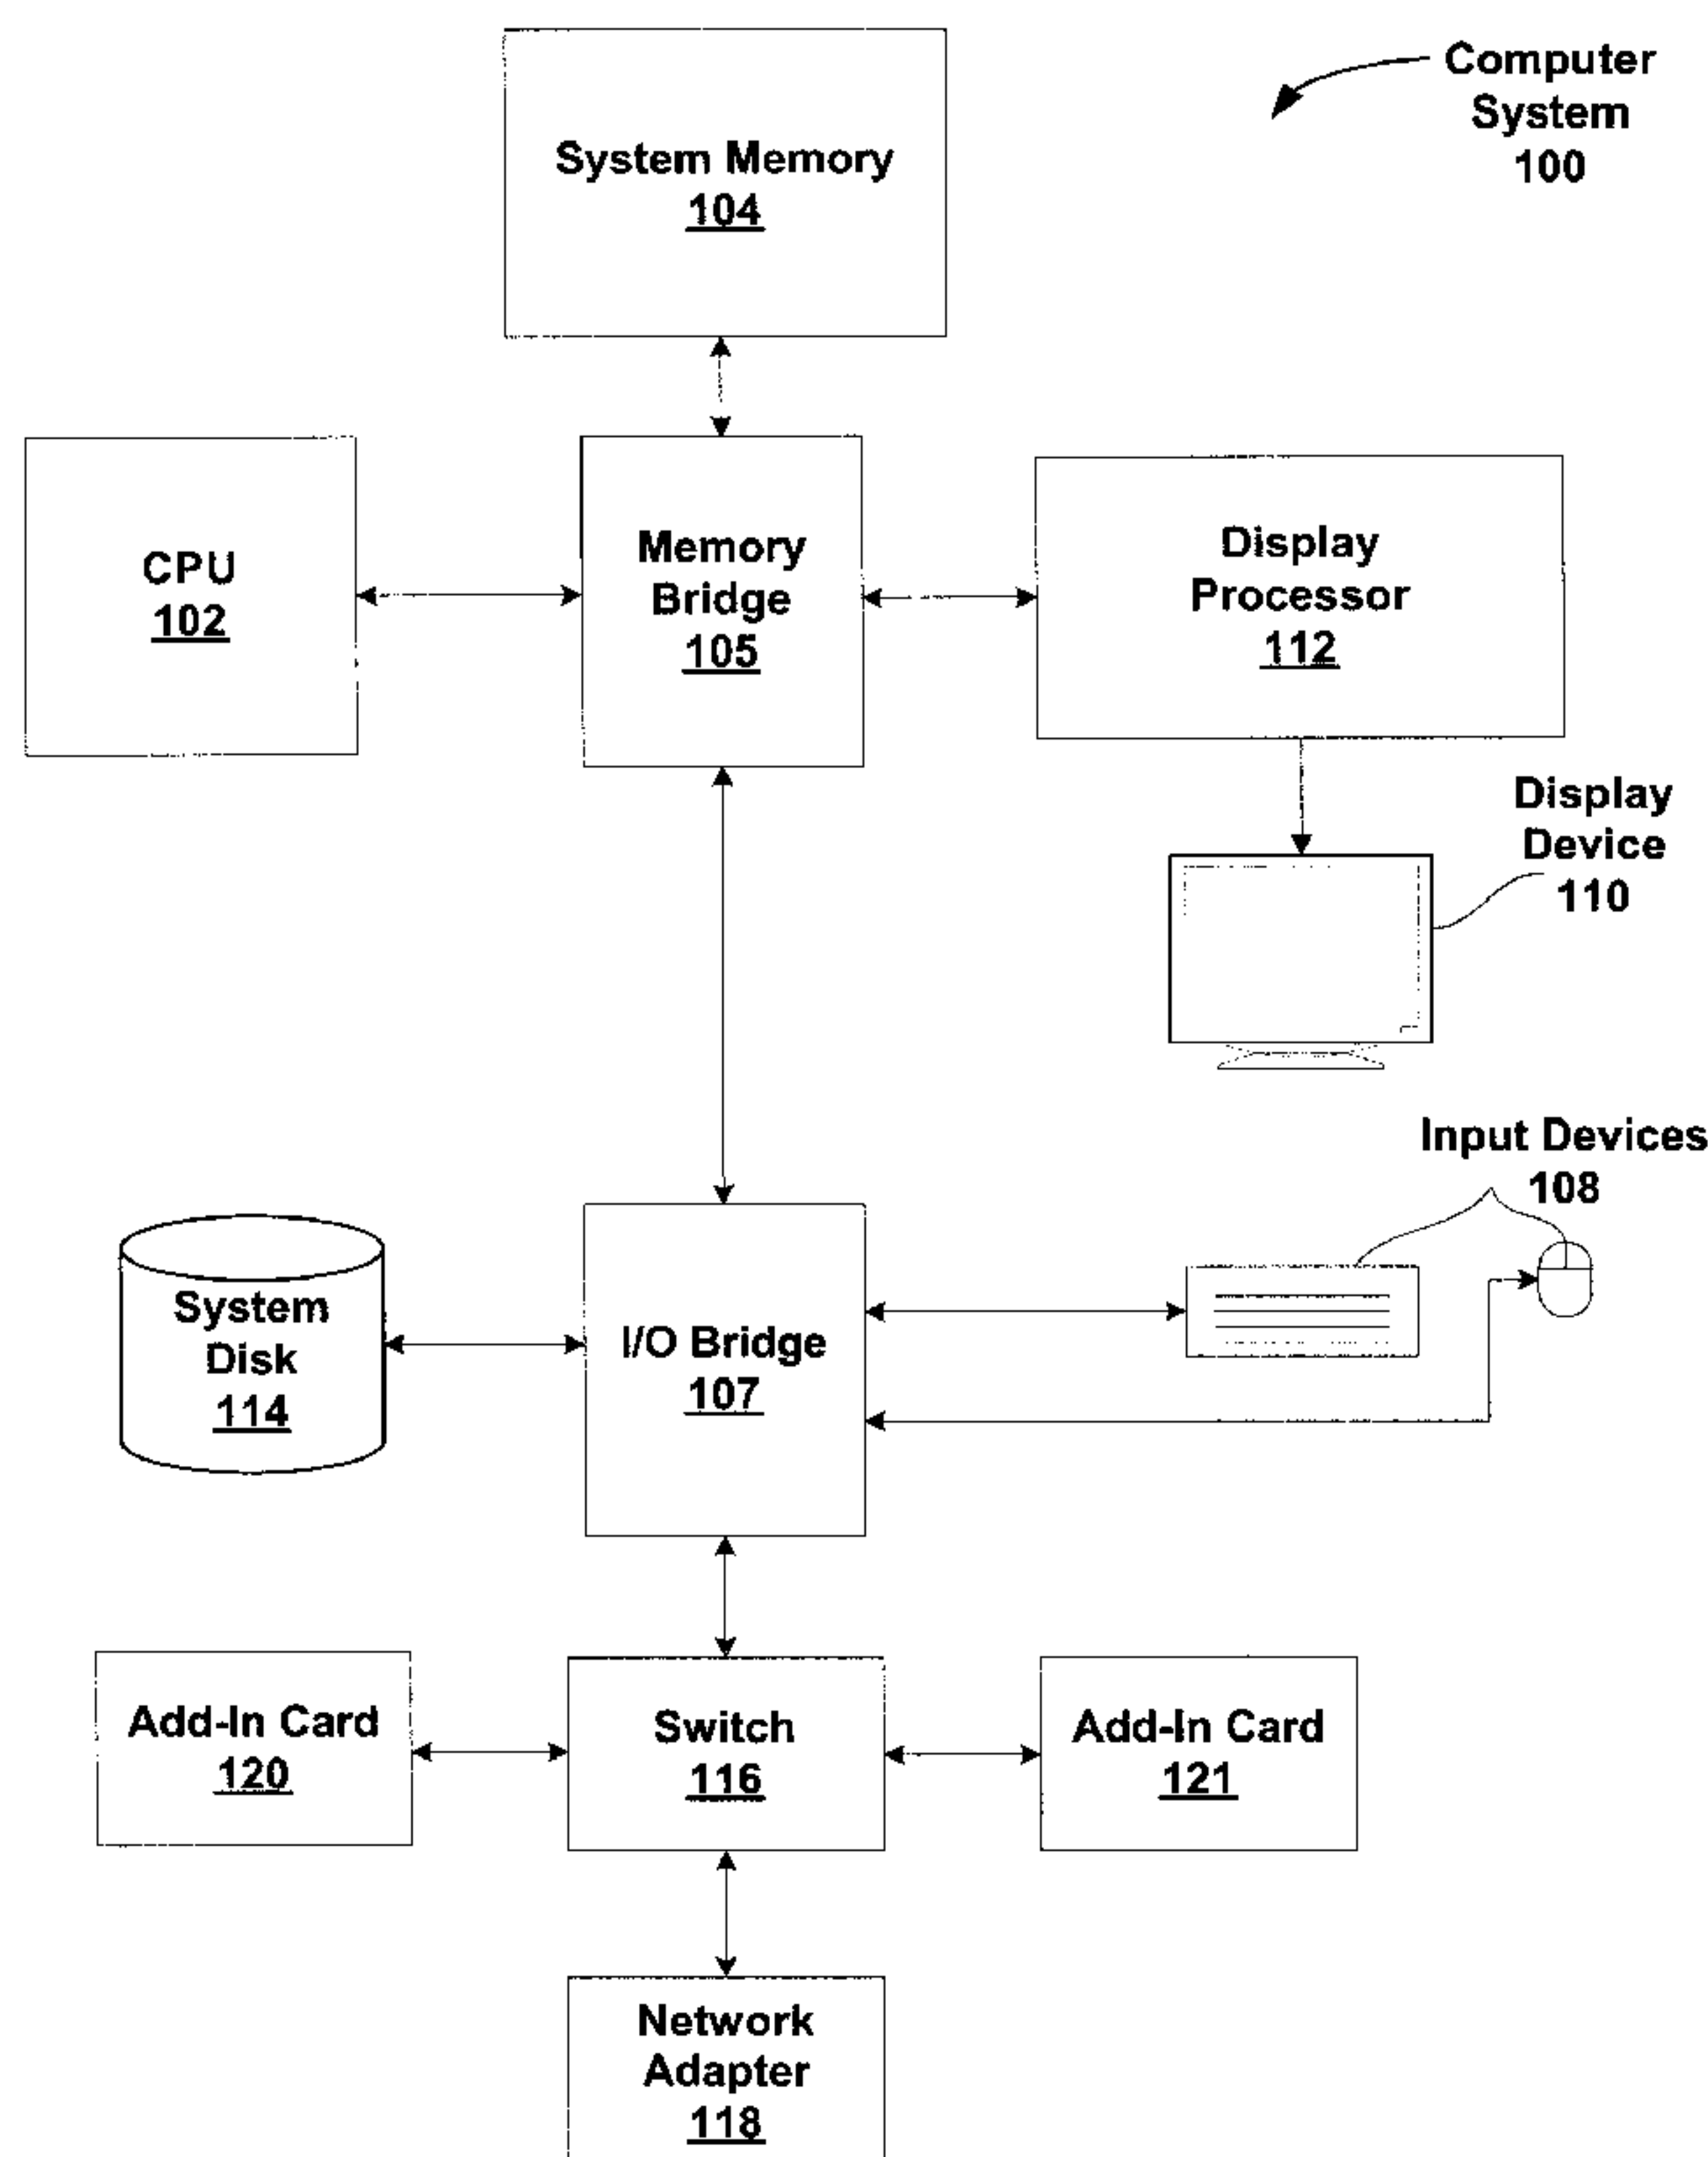 Computer
System
100
System Memory
104
CPU
102
Memory
Bridge
105
Display
Processor
112
Display
Device
110
Input Devices
108
System
Disk
114
I/O Bridge
107
Add-In Card
120
Switch
116
Add-In Card
121
Network
Adapter
118